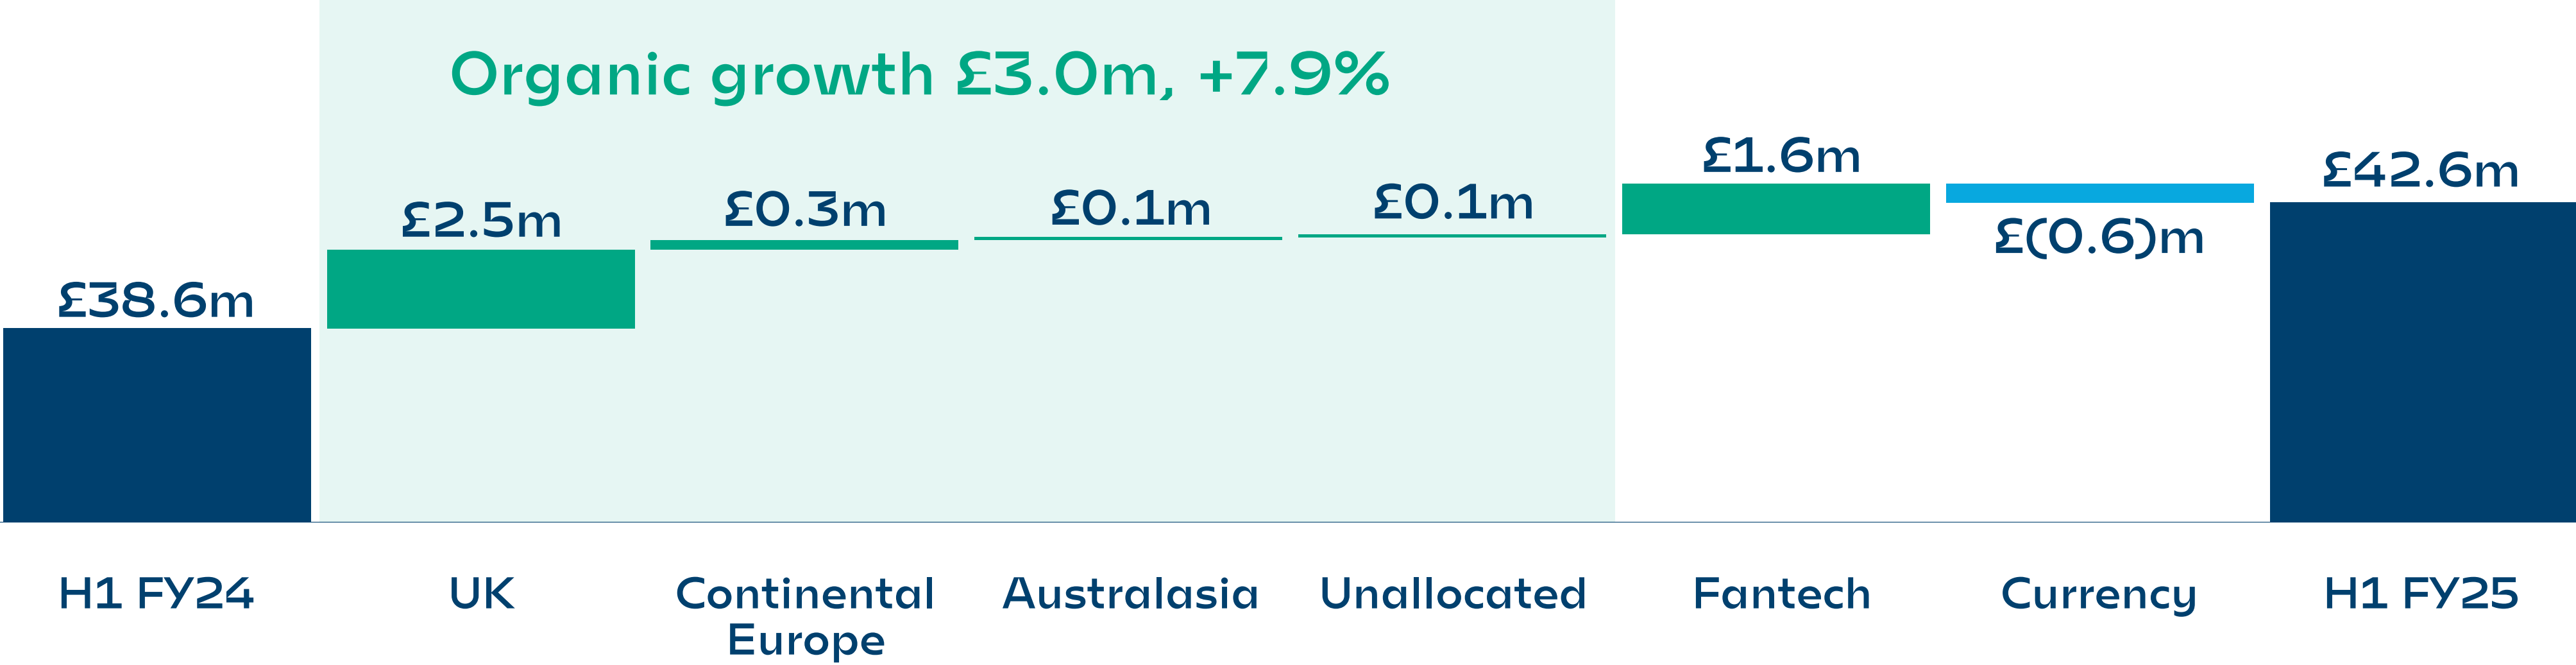 Organic growth £3.0m, +7.9%
£38.6m
£2.5m
£0.3m
£0.1m
£0.1m
£1.6m
£(0.6)m
£42.6m
H1 FY24
UK
Continental
Europe
Australasia
Unallocated
Fantech
Currency
H1 FY25